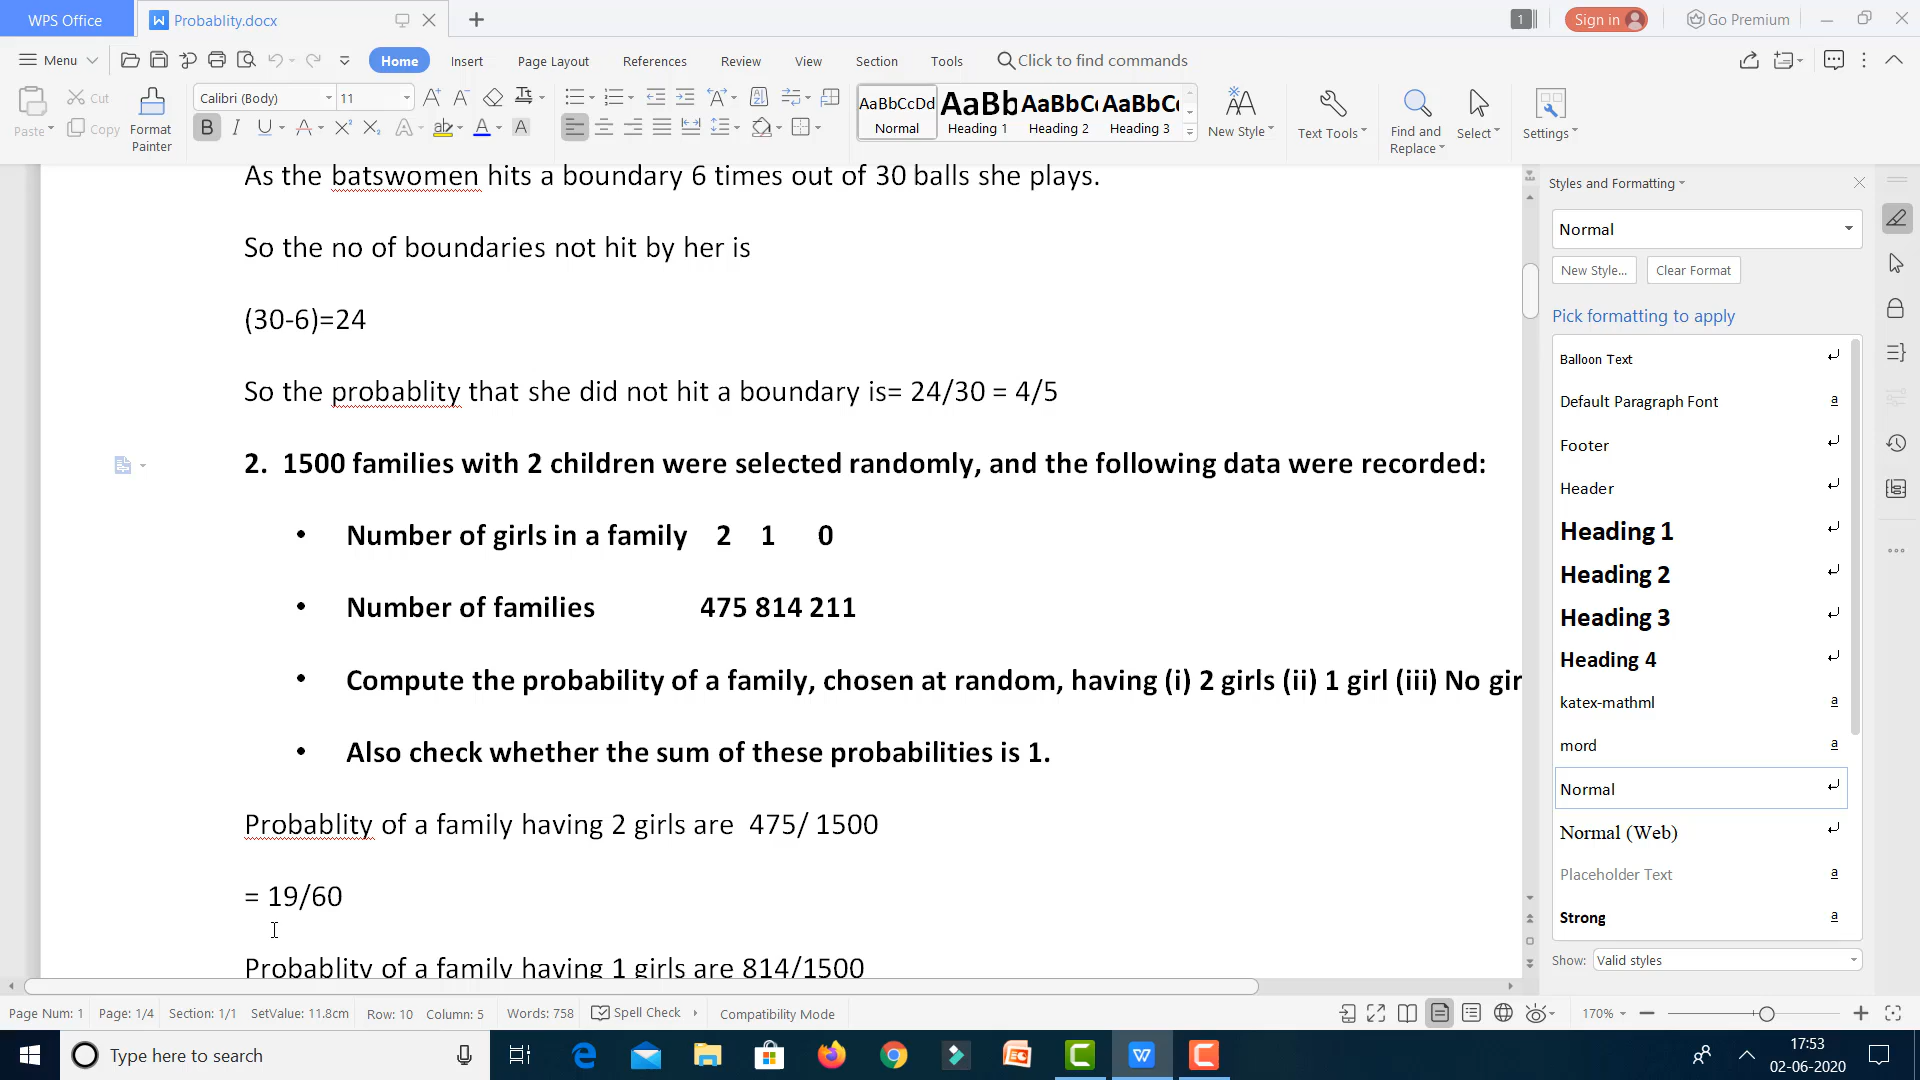 WPS Office
Probablity.docx
1
Sign in
Go Premium
Menu
Home
Insert
Page Layout
References
Review
View
Section
Tools
Click to find commands
Paste
Cut
Copy
Format Painter
Calibri (Body)
11
AaBbCcDd
Normal
AaBb
Heading 1
AaBbC
Heading 2
AaBbC
Heading 3
New Style
Text Tools
Find and Replace
Select
Settings
As the batswomen hits a boundary 6 times out of 30 balls she plays.
So the no of boundaries not hit by her is
(30-6)=24
So the probablity that she did not hit a boundary is= 24/30 = 4/5
2. 1500 families with 2 children were selected randomly, and the following data were recorded:
• Number of girls in a family 2 1 0
• Number of families 475 814 211
• Compute the probability of a family, chosen at random, having (i) 2 girls (ii) 1 girl (iii) No gir
• Also check whether the sum of these probabilities is 1.
Probablity of a family having 2 girls are 475/ 1500
= 19/60
Probablity of a family having 1 girls are 814/1500
Styles and Formatting
Normal
New Style...
Clear Format
Pick formatting to apply
Balloon Text
Default Paragraph Font a
Footer
Header
Heading 1
Heading 2
Heading 3
Heading 4
katex-mathml a
mord a
Normal
Normal (Web)
Placeholder Text a
Strong a
Show: Valid styles
Page Num: 1
Page: 1/4
Section: 1/1
SetValue: 11.8cm
Row: 10
Column: 5
Words: 758
Spell Check
Compatibility Mode
170%
Type here to search
17:53
02-06-2020